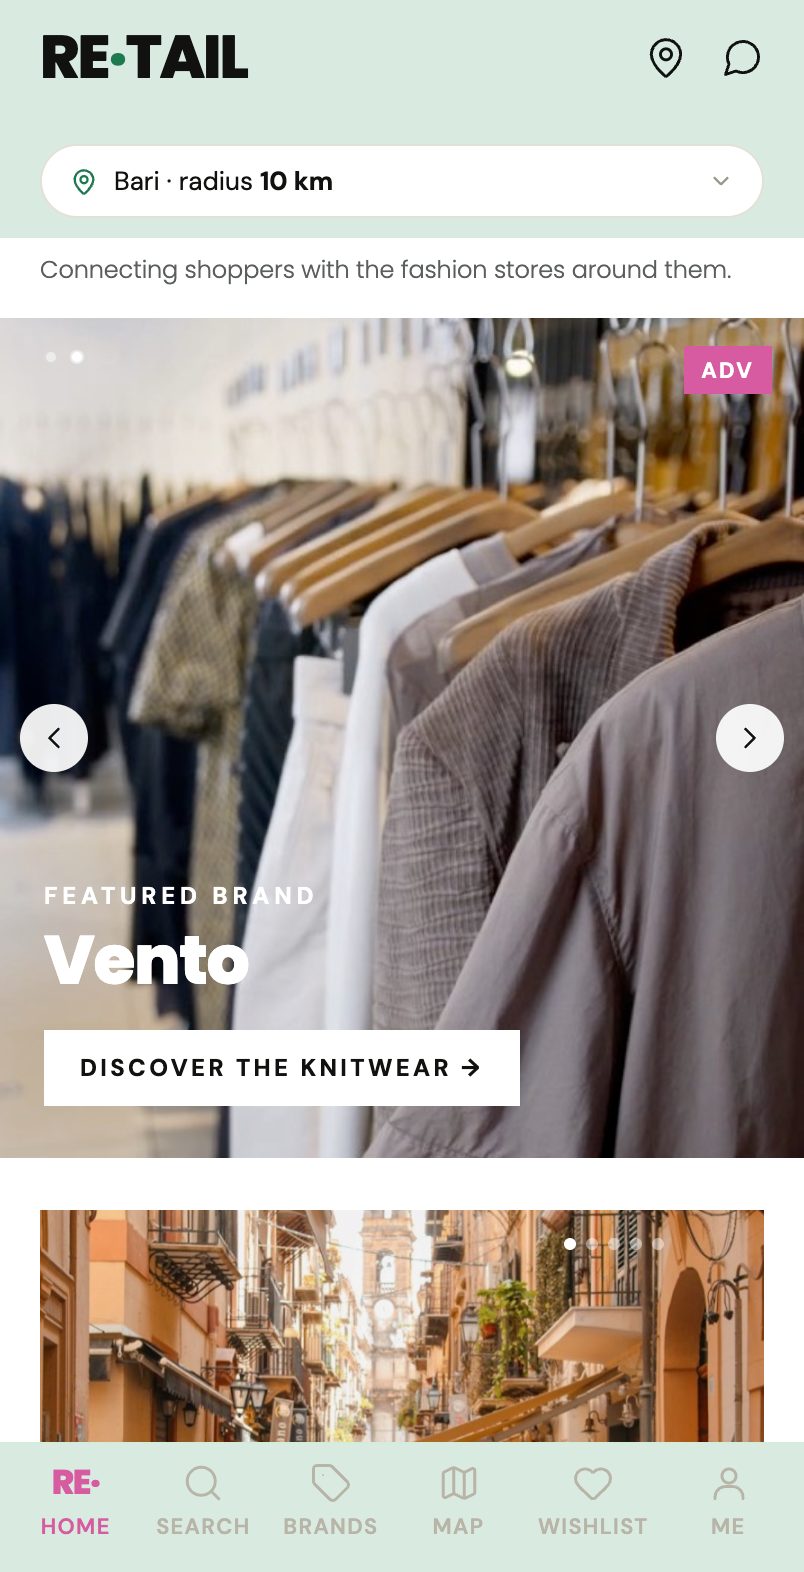 RE•TAIL
Bari · radius 10 km
Connecting shoppers with the fashion stores around them.
ADV
FEATURED BRAND
Vento
DISCOVER THE KNITWEAR →
RE•
HOME
SEARCH
BRANDS
MAP
WISHLIST
ME